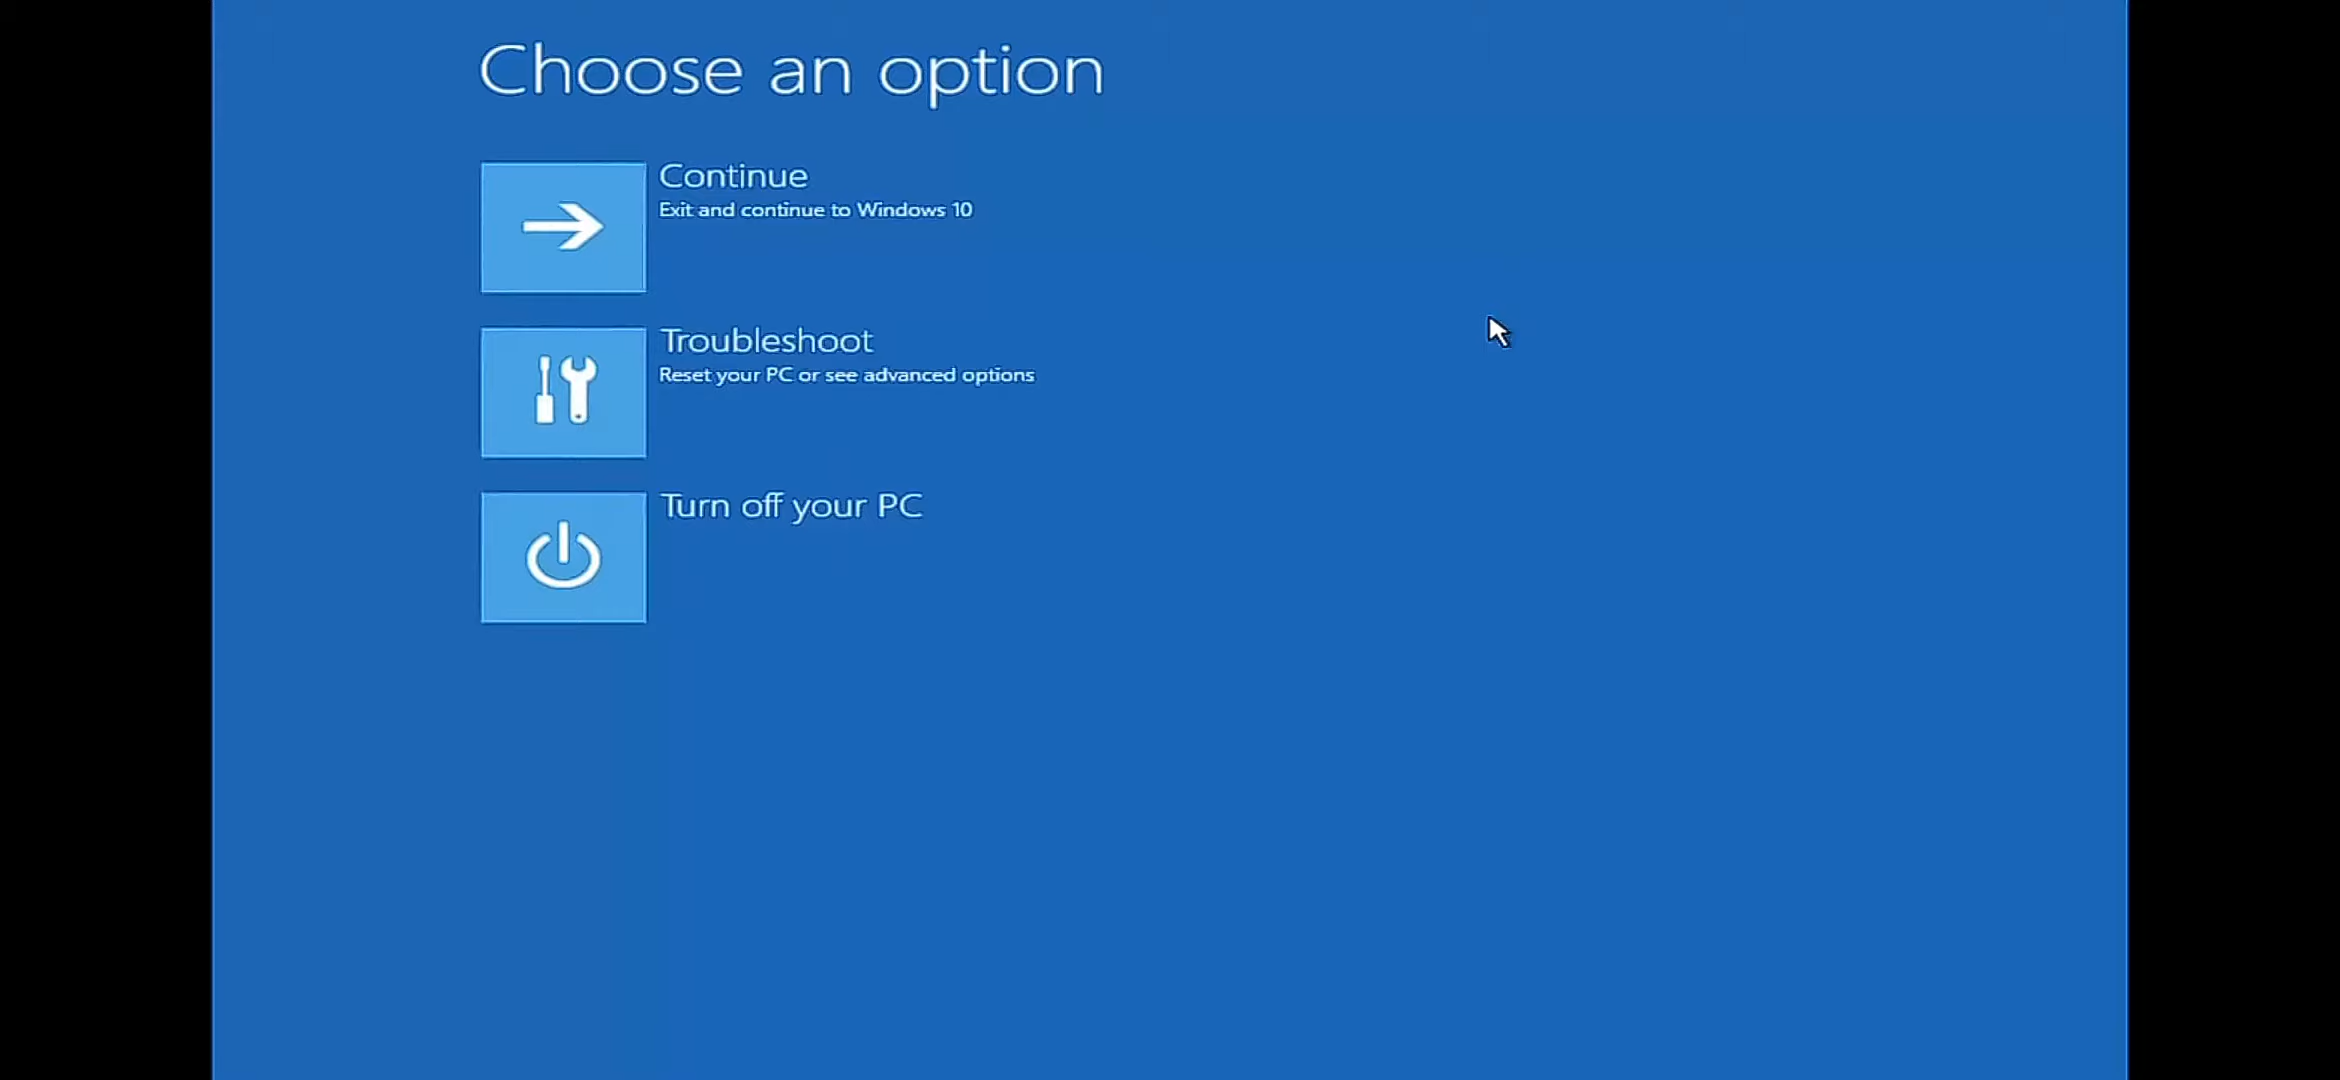 Choose an option
Continue
Exit and continue to Windows 10
Troubleshoot
Reset your PC or see advanced options
Turn off your PC